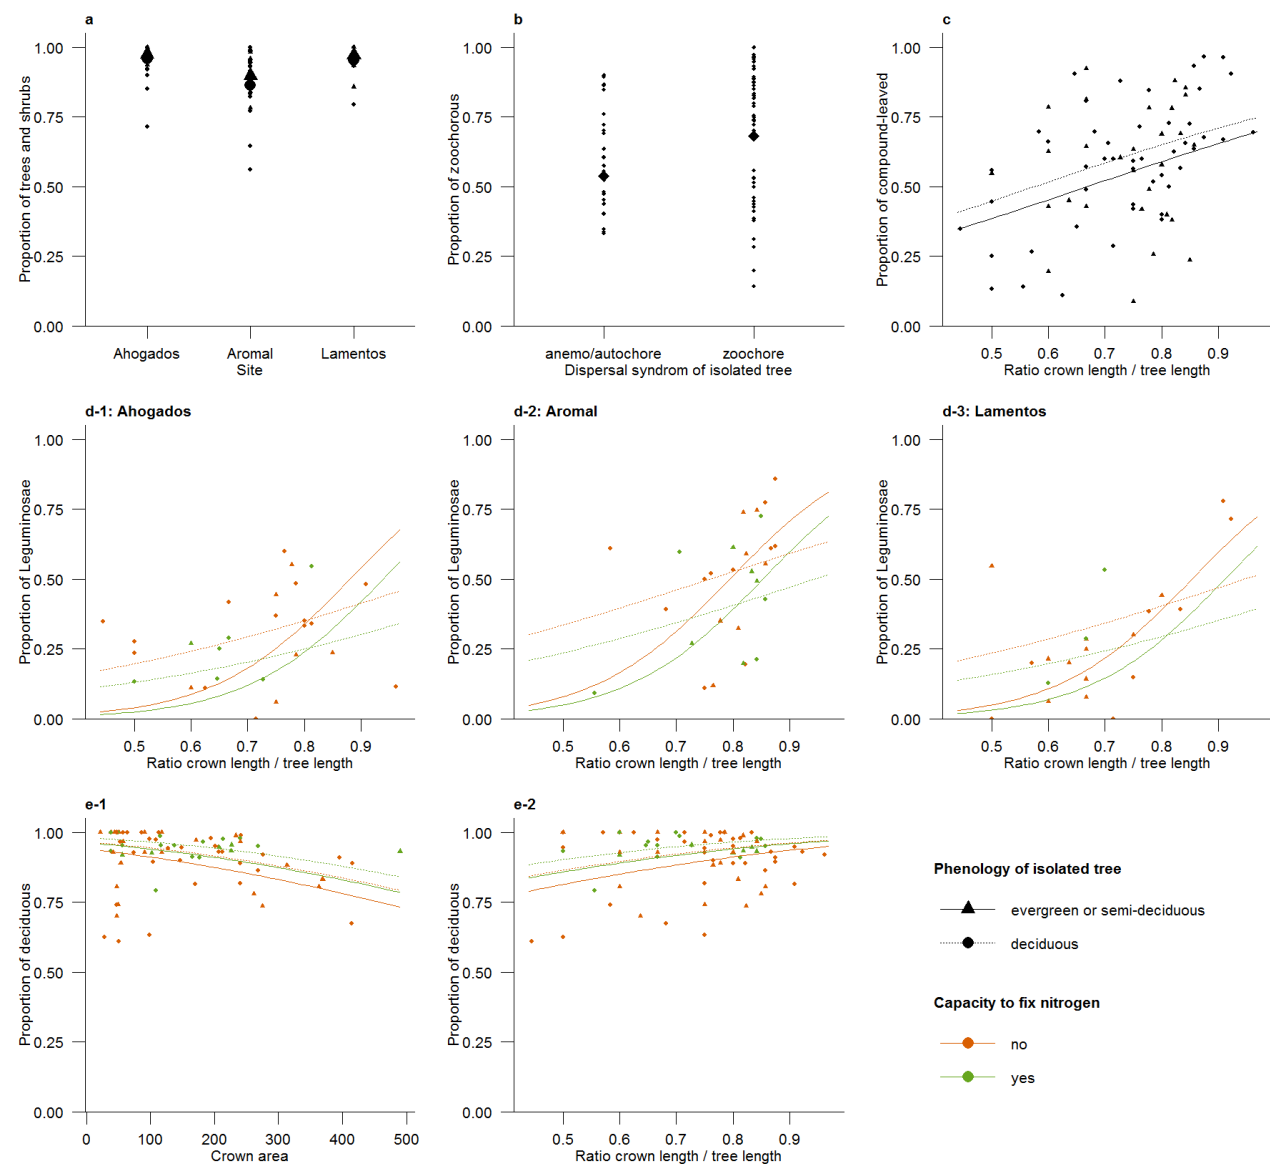 a
Proportion of trees and shrubs
1.00
0.75
0.50
0.25
0.00
Ahogados
Aromal
Lamentos
Site
b
Proportion of zoochorous
1.00
0.75
0.50
0.25
0.00
anemo/autochore
zoochore
Dispersal syndrom of isolated tree
c
Proportion of compound-leaved
1.00
0.75
0.50
0.25
0.00
0.5 0.6 0.7 0.8 0.9
Ratio crown length / tree length
d-1: Ahogados
Proportion of Leguminosae
1.00
0.75
0.50
0.25
0.00
0.5 0.6 0.7 0.8 0.9
Ratio crown length / tree length
d-2: Aromal
Proportion of Leguminosae
1.00
0.75
0.50
0.25
0.00
0.5 0.6 0.7 0.8 0.9
Ratio crown length / tree length
d-3: Lamentos
Proportion of Leguminosae
1.00
0.75
0.50
0.25
0.00
0.5 0.6 0.7 0.8 0.9
Ratio crown length / tree length
e-1
Proportion of deciduous
1.00
0.75
0.50
0.25
0.00
0 100 200 300 400 500
Crown area
e-2
Proportion of deciduous
1.00
0.75
0.50
0.25
0.00
0.5 0.6 0.7 0.8 0.9
Ratio crown length / tree length
Phenology of isolated tree
evergreen or semi-deciduous
deciduous
Capacity to fix nitrogen
no
yes